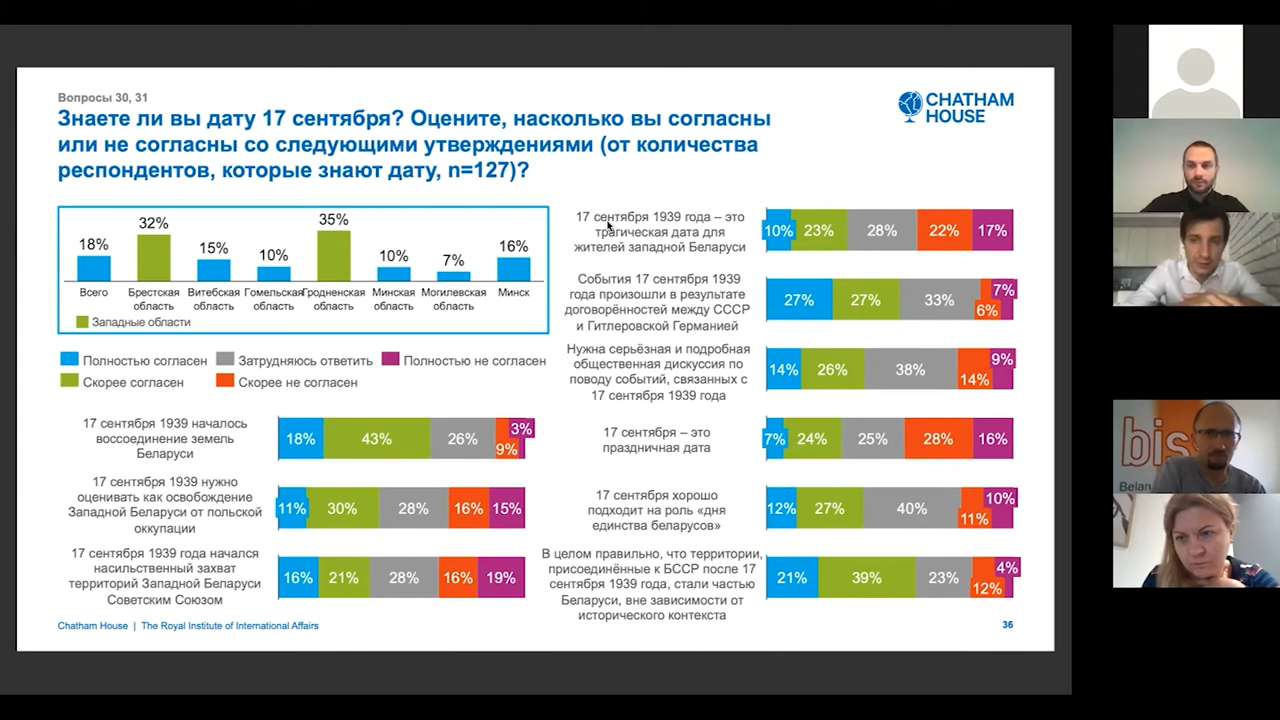 Вопросы 30, 31
Знаете ли вы дату 17 сентября? Оцените, насколько вы согласны
или не согласны со следующими утверждениями (от количества
респондентов, которые знают дату, n=127)?
CHATHAM
HOUSE
18%
32%
15%
10%
35%
10%
7%
16%
Всего
Брестская
область
Витебская
область
Гомельская
область
Гродненская
область
Минская
область
Могилевская
область
Минск
Западные области
Полностью согласен
Затрудняюсь ответить
Полностью не согласен
Скорее согласен
Скорее не согласен
17 сентября 1939 началось
воссоединение земель
Беларуси
18% 43% 26% 9% 3%
17 сентября 1939 нужно
оценивать как освобождение
Западной Беларуси от польской
оккупации
11% 30% 28% 16% 15%
17 сентября 1939 года начался
насильственный захват
территорий Западной Беларуси
Советским Союзом
16% 21% 28% 16% 19%
17 сентября 1939 года – это
трагическая дата для
жителей западной Беларуси
10% 23% 28% 22% 17%
События 17 сентября 1939
года произошли в результате
договорённостей между СССР
и Гитлеровской Германией
27% 27% 33% 6% 7%
Нужна серьёзная и подробная
общественная дискуссия по
поводу событий, связанных с
17 сентября 1939 года
14% 26% 38% 14% 9%
17 сентября – это
праздничная дата
7% 24% 25% 28% 16%
17 сентября хорошо
подходит на роль «дня
единства беларусов»
12% 27% 40% 11% 10%
В целом правильно, что территории,
присоединённые к БССР после 17
сентября 1939 года, стали частью
Беларуси, вне зависимости от
исторического контекста
21% 39% 23% 12% 4%
Chatham House | The Royal Institute of International Affairs
36
bis
Belar